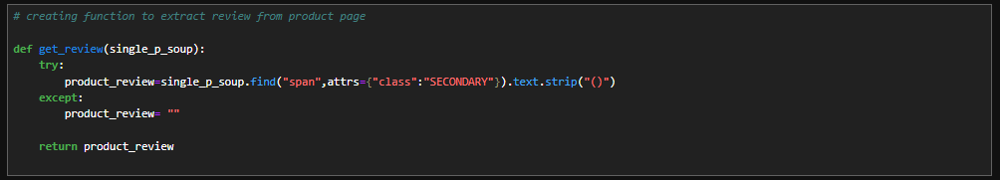 # creating function to extract review from product page
def get_review(single_p_soup):
    try:
        product_review=single_p_soup.find("span",attrs={"class":"SECONDARY"}).text.strip("()")
    except:
        product_review= ""
    return product_review